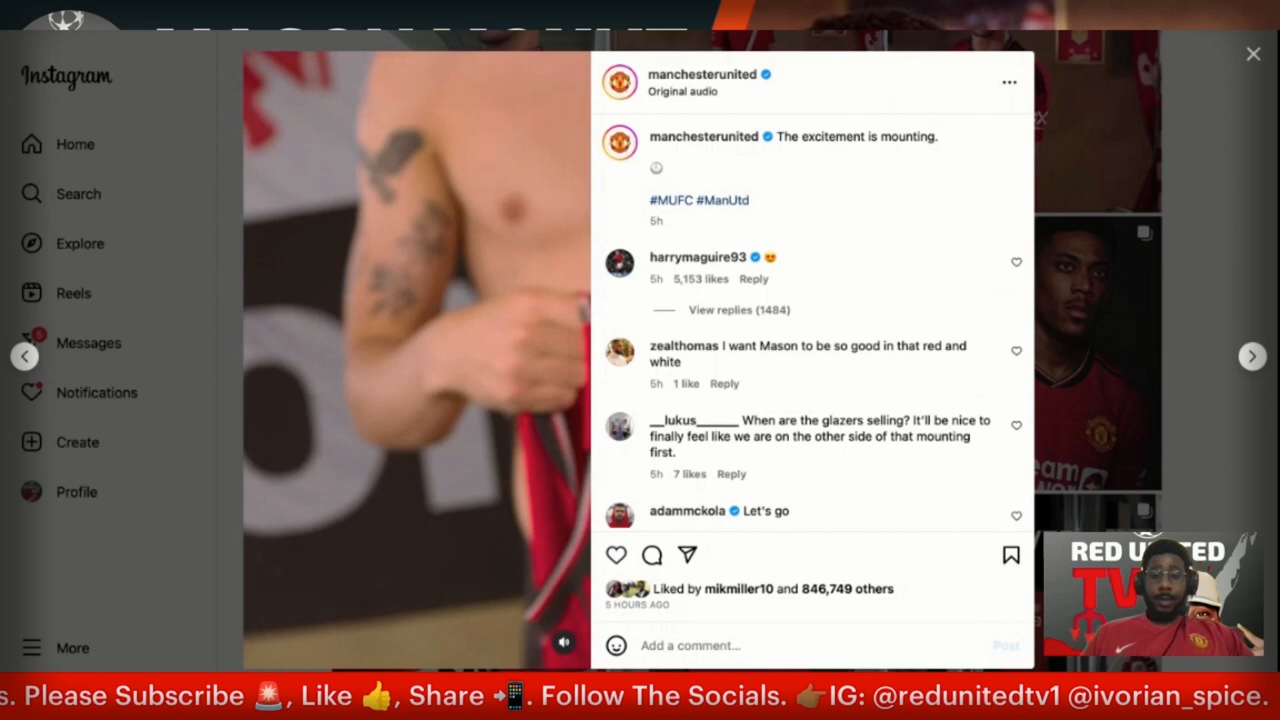 Instagram
Home
Search
Explore
Reels
5
Messages
Notifications
Create
Profile
More
manchesterunited
Original audio
manchesterunited The excitement is mounting.
#MUFC #ManUtd
5h
harrymaguire93 😍
5h 5,153 likes Reply
View replies (1484)
zealthomas I want Mason to be so good in that red and
white
5h 1 like Reply
__lukus______ When are the glazers selling? It'll be nice to
finally feel like we are on the other side of that mounting
first.
5h 7 likes Reply
adammckola Let's go
Liked by mikmiller10 and 846,749 others
5 HOURS AGO
Add a comment...
Post
RED UNITED
TV
s. Please Subscribe 🚨, Like 👍, Share 📲. Follow The Socials. 👉🏾IG: @redunitedtv1 @ivorian_spice.